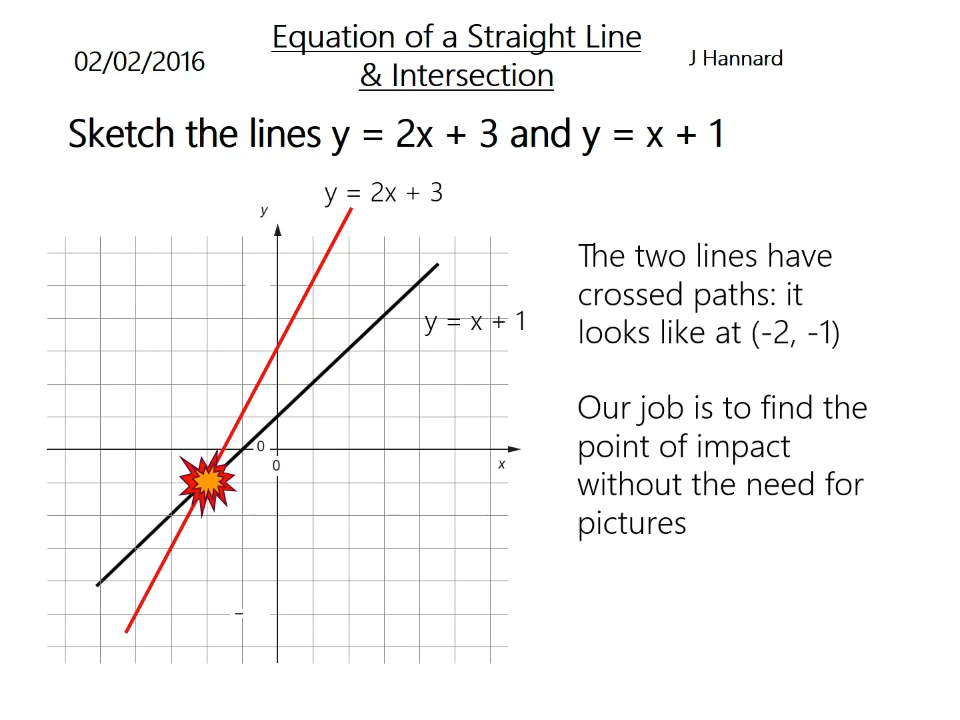 02/02/2016
Equation of a Straight Line
& Intersection
J Hannard
Sketch the lines y = 2x + 3 and y = x + 1
y = 2x + 3
y
y = x + 1
0
0
x
–
The two lines have
crossed paths: it
looks like at (-2, -1)
Our job is to find the
point of impact
without the need for
pictures